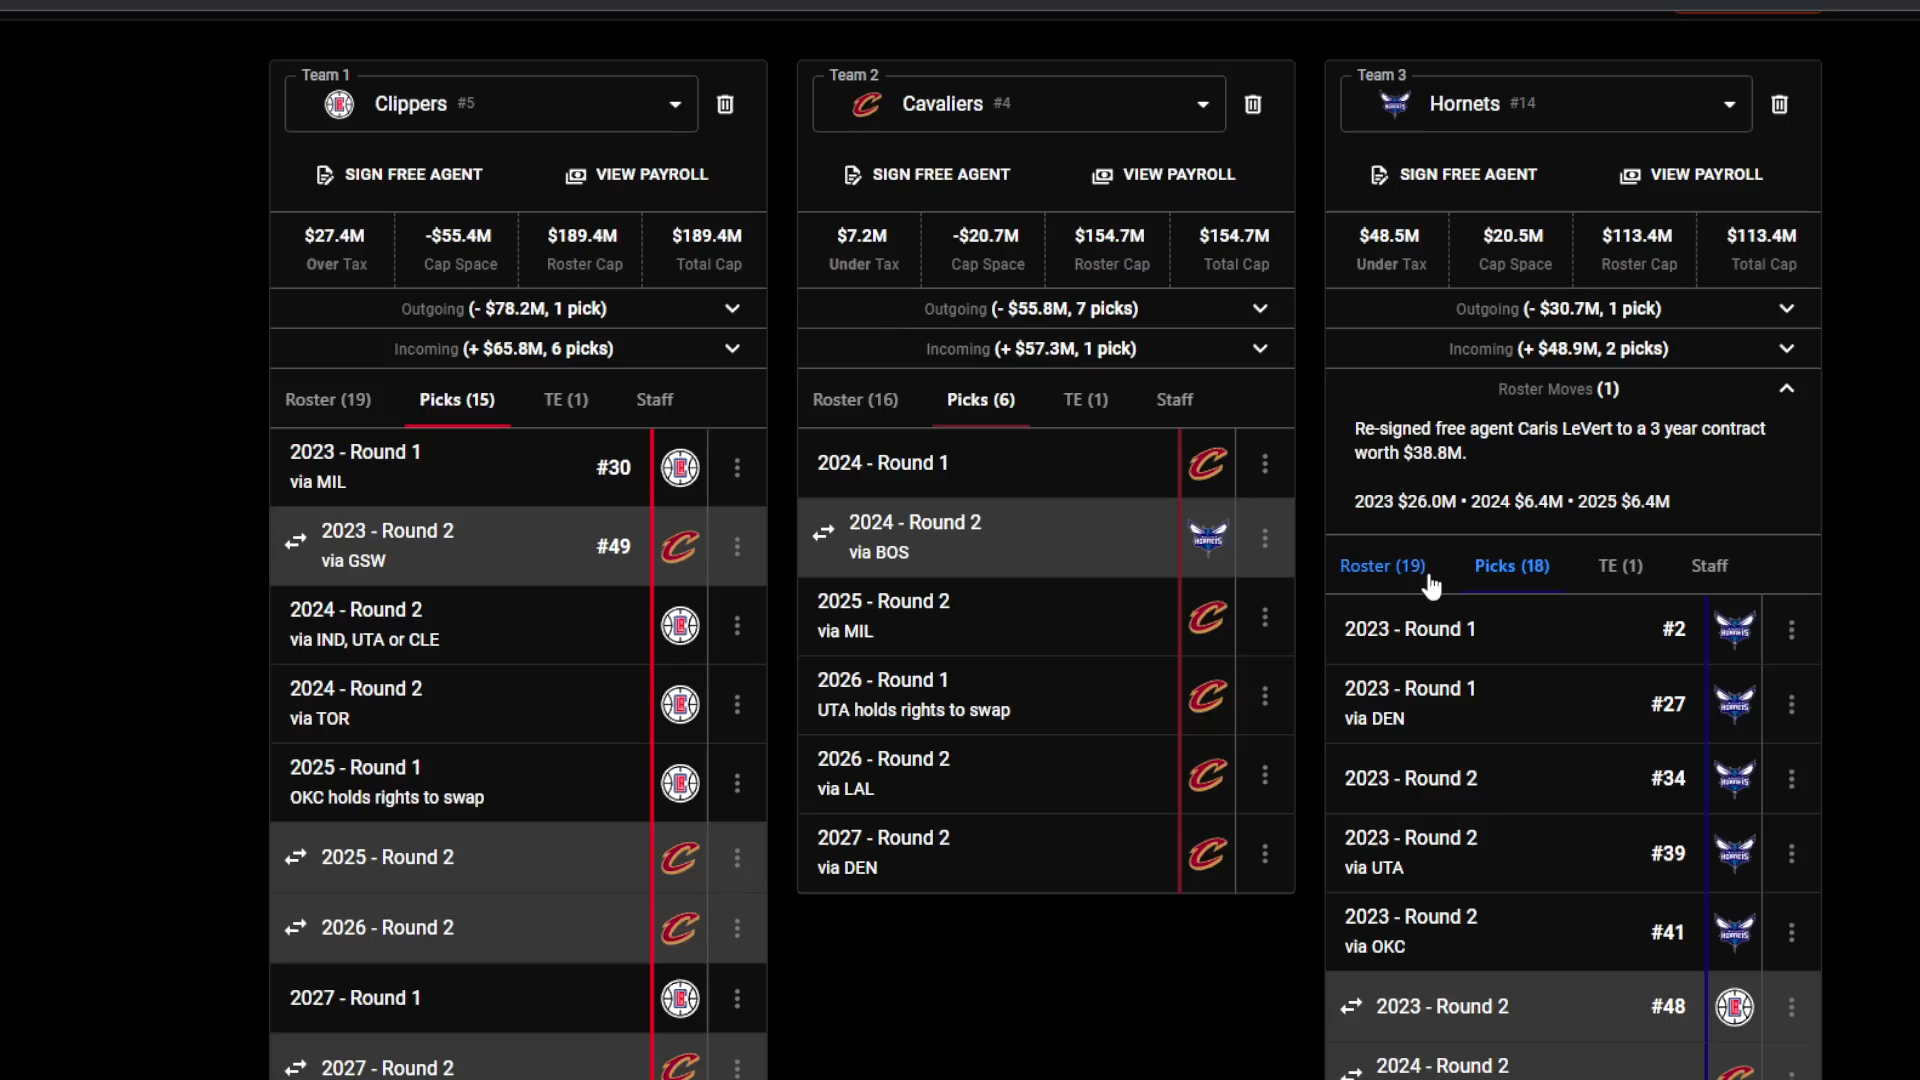 Team 1
Clippers #5
SIGN FREE AGENT
VIEW PAYROLL
$27.4M
Over Tax
-$55.4M
Cap Space
$189.4M
Roster Cap
$189.4M
Total Cap
Outgoing (- $78.2M, 1 pick)
Incoming (+ $65.8M, 6 picks)
Roster (19)
Picks (15)
TE (1)
Staff
2023 - Round 1
via MIL
#30
2023 - Round 2
via GSW
#49
2024 - Round 2
via IND, UTA or CLE
2024 - Round 2
via TOR
2025 - Round 1
OKC holds rights to swap
2025 - Round 2
2026 - Round 2
2027 - Round 1
2027 - Round 2
Team 2
Cavaliers #4
SIGN FREE AGENT
VIEW PAYROLL
$7.2M
Under Tax
-$20.7M
Cap Space
$154.7M
Roster Cap
$154.7M
Total Cap
Outgoing (- $55.8M, 7 picks)
Incoming (+ $57.3M, 1 pick)
Roster (16)
Picks (6)
TE (1)
Staff
2024 - Round 1
2024 - Round 2
via BOS
HORNETS
2025 - Round 2
via MIL
2026 - Round 1
UTA holds rights to swap
2026 - Round 2
via LAL
2027 - Round 2
via DEN
Team 3
Hornets #14
SIGN FREE AGENT
VIEW PAYROLL
$48.5M
Under Tax
$20.5M
Cap Space
$113.4M
Roster Cap
$113.4M
Total Cap
Outgoing (- $30.7M, 1 pick)
Incoming (+ $48.9M, 2 picks)
Roster Moves (1)
Re-signed free agent Caris LeVert to a 3 year contract
worth $38.8M.
2023 $26.0M • 2024 $6.4M • 2025 $6.4M
Roster (19)
Picks (18)
TE (1)
Staff
2023 - Round 1
#2
HORNETS
2023 - Round 1
via DEN
#27
HORNETS
2023 - Round 2
#34
HORNETS
2023 - Round 2
via UTA
#39
HORNETS
2023 - Round 2
via OKC
#41
HORNETS
2023 - Round 2
#48
2024 - Round 2